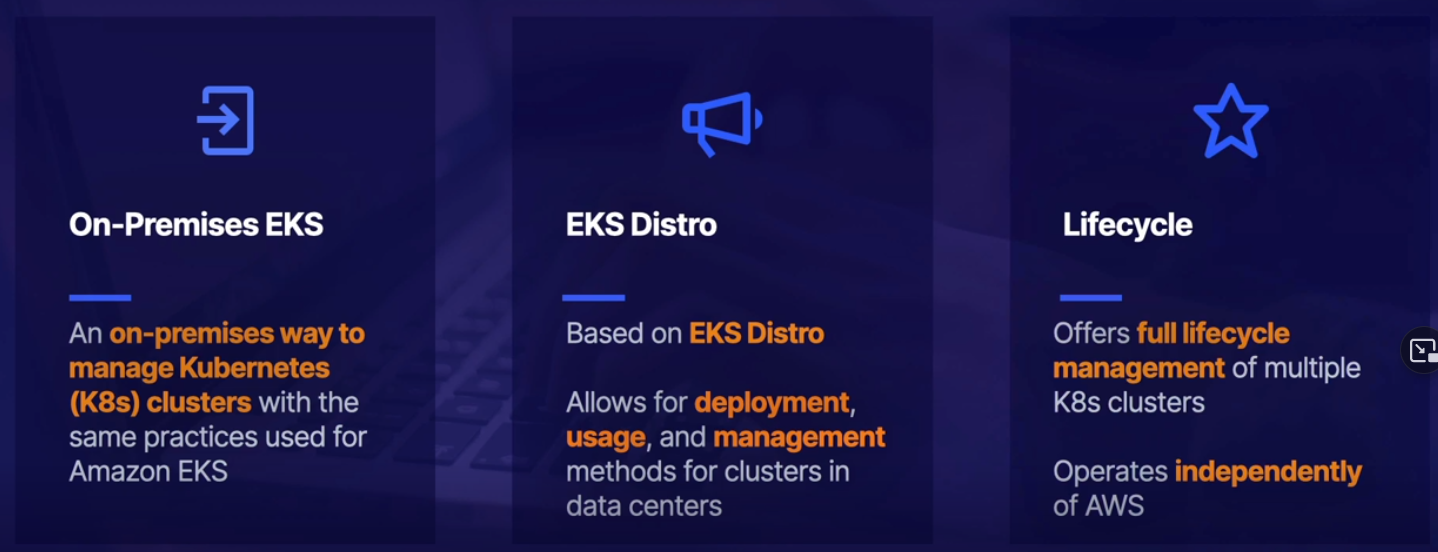 On-Premises EKS
An on-premises way to
manage Kubernetes
(K8s) clusters with the
same practices used for
Amazon EKS
EKS Distro
Based on EKS Distro
Allows for deployment,
usage, and management
methods for clusters in
data centers
Lifecycle
Offers full lifecycle
management of multiple
K8s clusters
Operates independently
of AWS